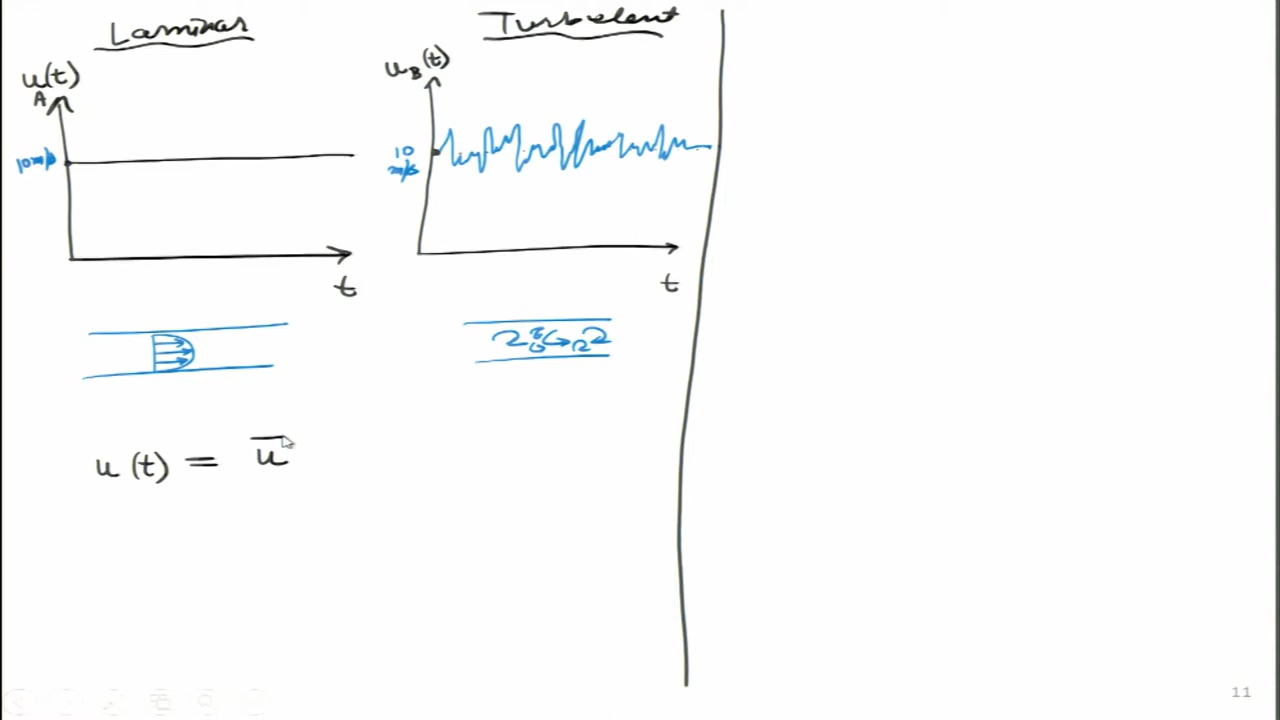 Laminar
Turbulent
u(t)
A
u_B(t)
10 m/s
10
m/s
t
t
u(t) = u̅
11